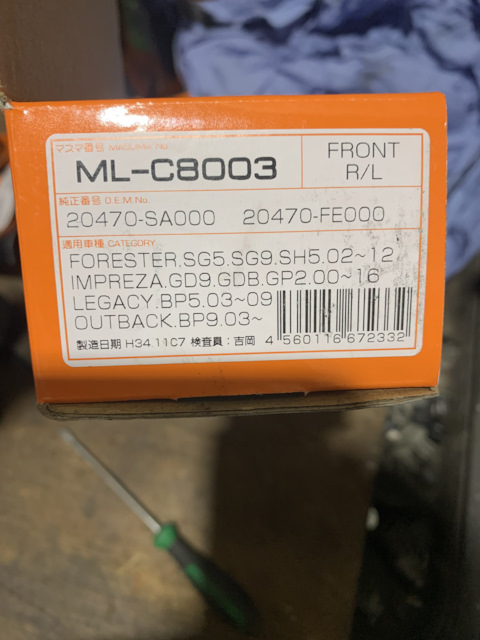 マスマ番号 MASUMA No.
ML-C8003
FRONT
R/L
純正番号 O.E.M.No.
20470-SA000 20470-FE000
適用車種 CATEGORY
FORESTER.SG5.SG9.SH5.02~12
IMPREZA.GD9.GDB.GP2.00~16
LEGACY.BP5.03~09
OUTBACK.BP9.03~
製造日期 H34.11C7 検査員：吉岡
4 560116 672332